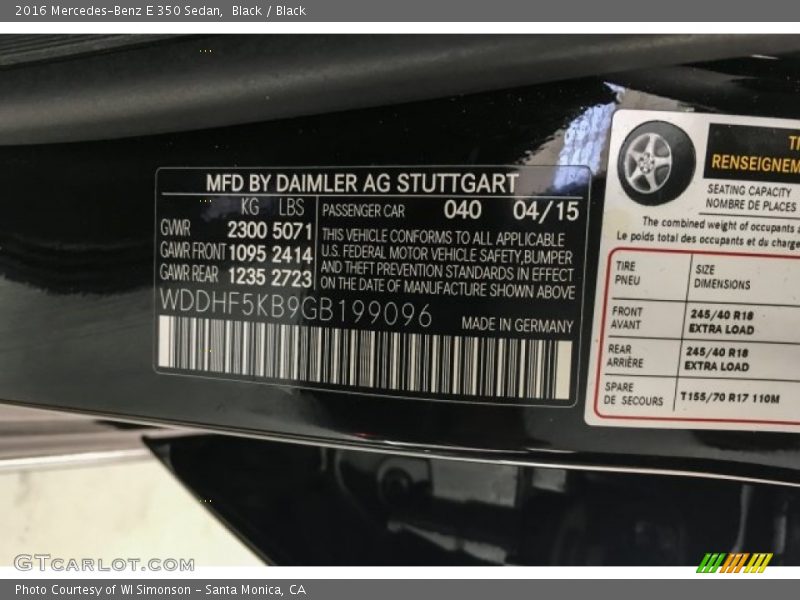 2016 Mercedes-Benz E 350 Sedan, Black / Black
MFD BY DAIMLER AG STUTTGART
KG LBS
GVWR 2300 5071
GAWR FRONT 1095 2414
GAWR REAR 1235 2723
PASSENGER CAR 040 04/15
THIS VEHICLE CONFORMS TO ALL APPLICABLE
U.S. FEDERAL MOTOR VEHICLE SAFETY,BUMPER
AND THEFT PREVENTION STANDARDS IN EFFECT
ON THE DATE OF MANUFACTURE SHOWN ABOVE
WDDHF5KB9GB199096
MADE IN GERMANY
RENSEIGNEM
SEATING CAPACITY
NOMBRE DE PLACES
The combined weight of occupants
Le poids total des occupants et du charge
TIRE
PNEU
SIZE
DIMENSIONS
FRONT
AVANT
245/40 R18
EXTRA LOAD
REAR
ARRIÈRE
245/40 R18
EXTRA LOAD
SPARE
DE SECOURS
T155/70 R17 110M
GTCARLOT.COM
Photo Courtesy of WI Simonson - Santa Monica, CA